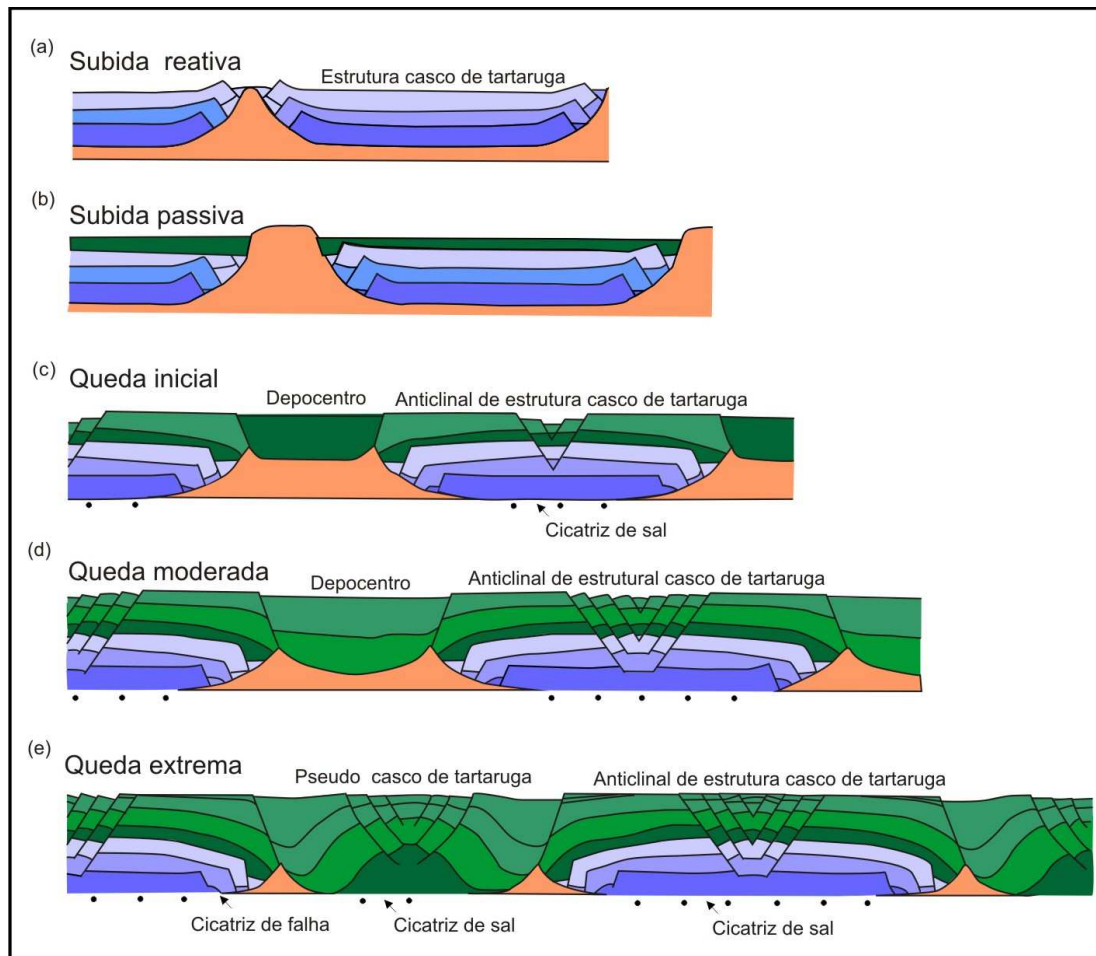 (a)
Subida reativa
Estrutura casco de tartaruga
(b)
Subida passiva
(c)
Queda inicial
Depocentro
Anticlinal de estrutura casco de tartaruga
Cicatriz de sal
(d)
Queda moderada
Depocentro
Anticlinal de estrutural casco de tartaruga
(e)
Queda extrema
Pseudo casco de tartaruga
Anticlinal de estrutura casco de tartaruga
Cicatriz de falha
Cicatriz de sal
Cicatriz de sal